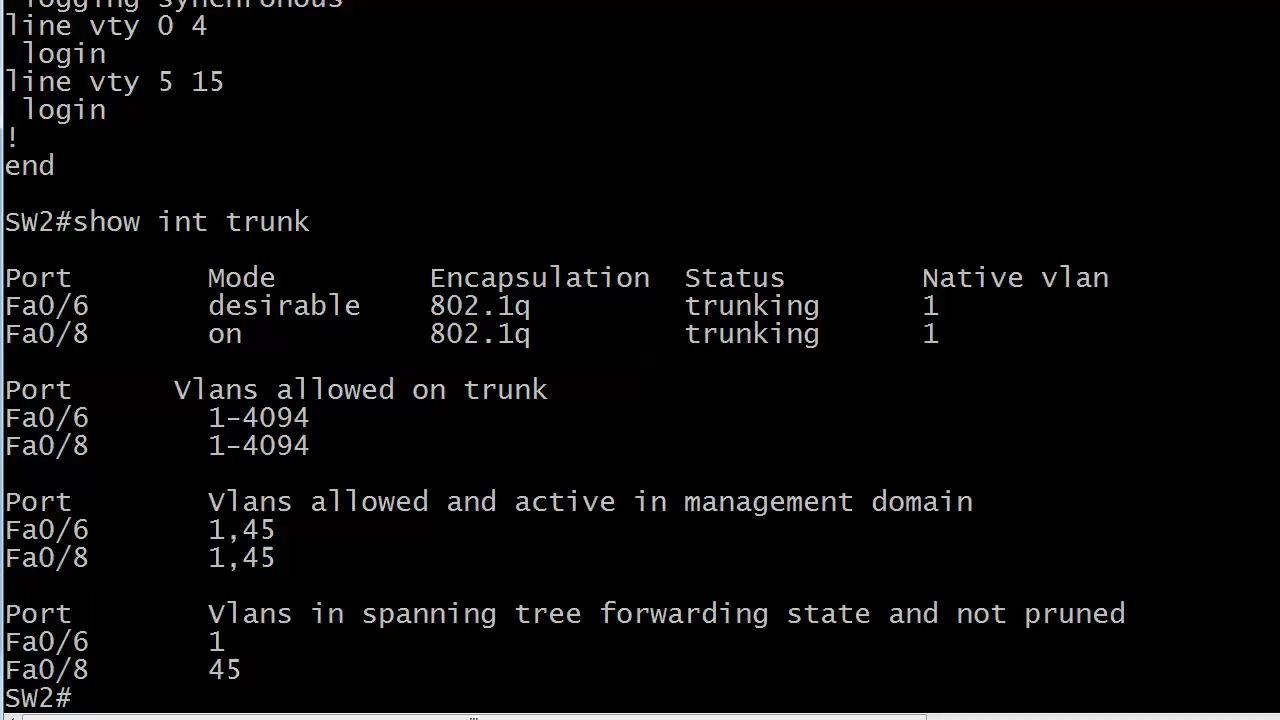 logging synchronous
line vty 0 4
login
line vty 5 15
login
!
end
SW2#show int trunk
Port Mode Encapsulation Status Native vlan
Fa0/6 desirable 802.1q trunking 1
Fa0/8 on 802.1q trunking 1
Port Vlans allowed on trunk
Fa0/6 1-4094
Fa0/8 1-4094
Port Vlans allowed and active in management domain
Fa0/6 1,45
Fa0/8 1,45
Port Vlans in spanning tree forwarding state and not pruned
Fa0/6 1
Fa0/8 45
SW2#